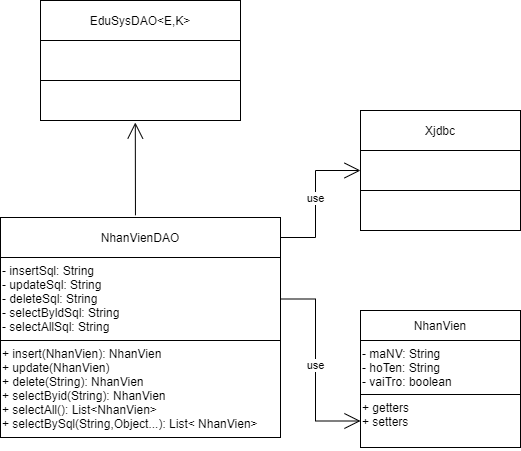 EduSysDAO<E,K>
Xjdbc
use
NhanVienDAO
- insertSql: String
- updateSql: String
- deleteSql: String
- selectByIdSql: String
- selectAllSql: String
+ insert(NhanVien): NhanVien
+ update(NhanVien)
+ delete(String): NhanVien
+ selectByid(String): NhanVien
+ selectAll(): List<NhanVien>
+ selectBySql(String,Object...): List< NhanVien>
use
NhanVien
- maNV: String
- hoTen: String
- vaiTro: boolean
+ getters
+ setters